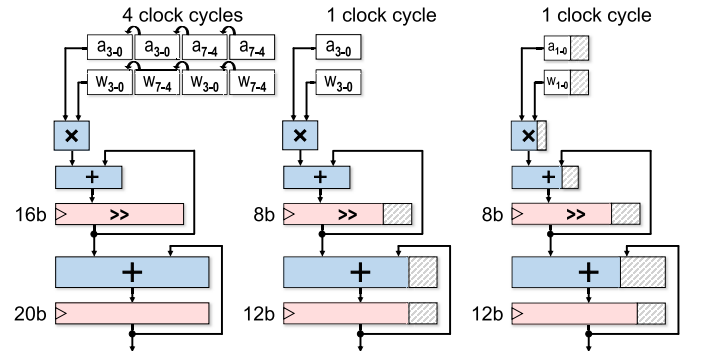 4 clock cycles
1 clock cycle
1 clock cycle
a3-0 a3-0 a7-4 a7-4
w3-0 w7-4 w3-0 w7-4
a3-0
w3-0
a1-0
w1-0
×
×
×
+
+
+
16b >>
8b >>
8b >>
+
+
+
20b
12b
12b